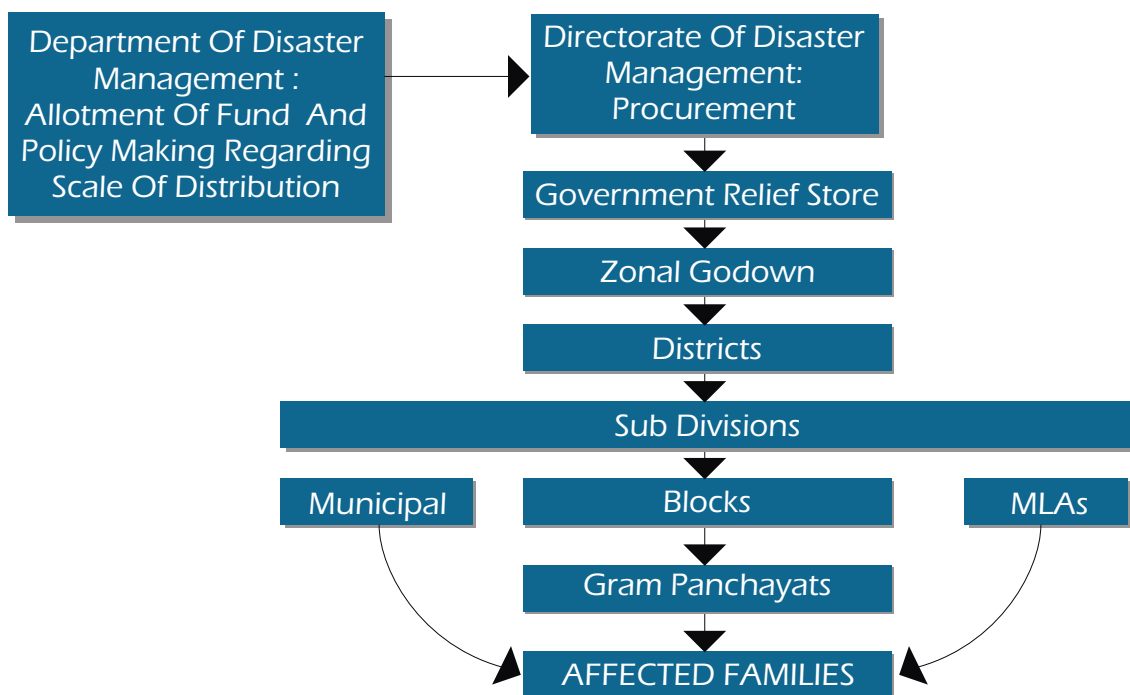 Department Of Disaster
Management :
Allotment Of Fund And
Policy Making Regarding
Scale Of Distribution
Directorate Of Disaster
Management:
Procurement
Government Relief Store
Zonal Godown
Districts
Sub Divisions
Municipal
Blocks
MLAs
Gram Panchayats
AFFECTED FAMILIES